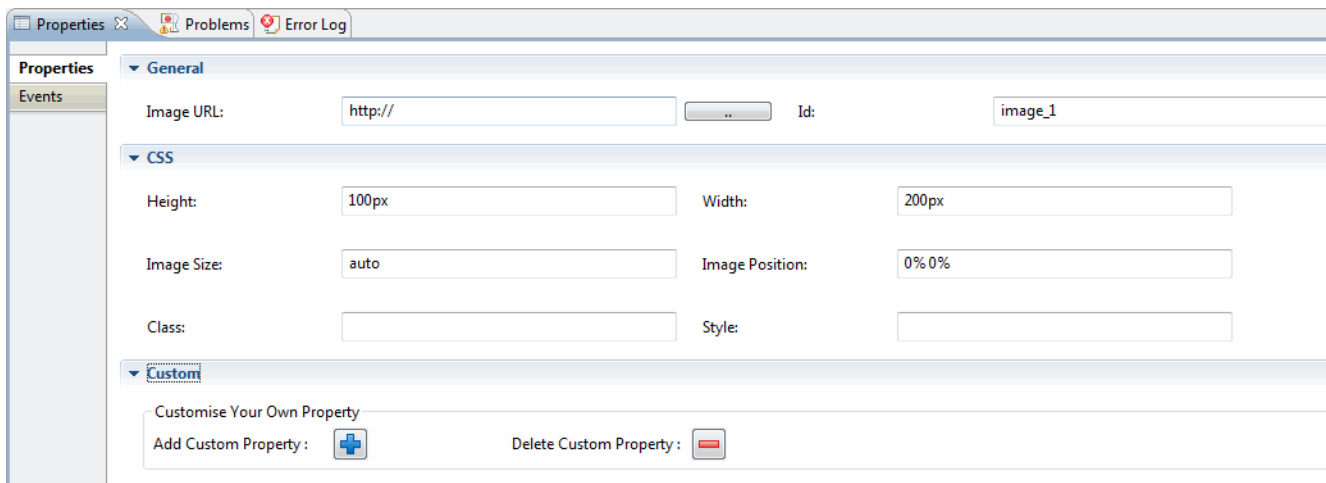 Properties Problems Error Log
Properties
Events
General
Image URL: http:// .. Id: image_1
CSS
Height: 100px Width: 200px
Image Size: auto Image Position: 0% 0%
Class: Style:
Custom
Customise Your Own Property
Add Custom Property : Delete Custom Property :